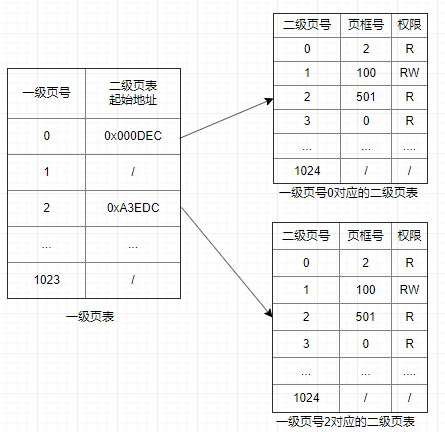 一级页号 二级页表起始地址
0 0x000DEC
1 /
2 0xA3EDC
... ...
1023 /
一级页表
二级页号 页框号 权限
0 2 R
1 100 RW
2 501 R
3 0 R
... ... ....
1024 / /
一级页号0对应的二级页表
二级页号 页框号 权限
0 2 R
1 100 RW
2 501 R
3 0 R
... ... ....
1024 / /
一级页号2对应的二级页表